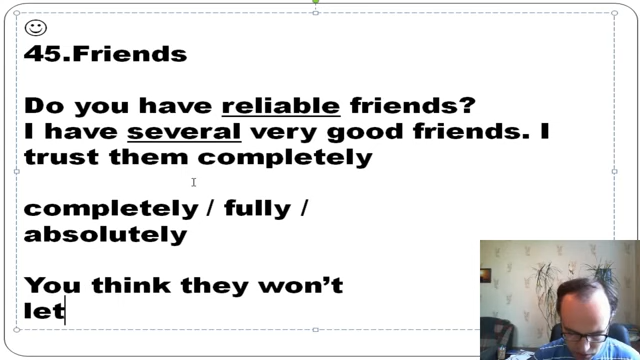 45.Friends
Do you have reliable friends?
I have several very good friends. I
trust them completely
completely / fully /
absolutely
You think they won't
let